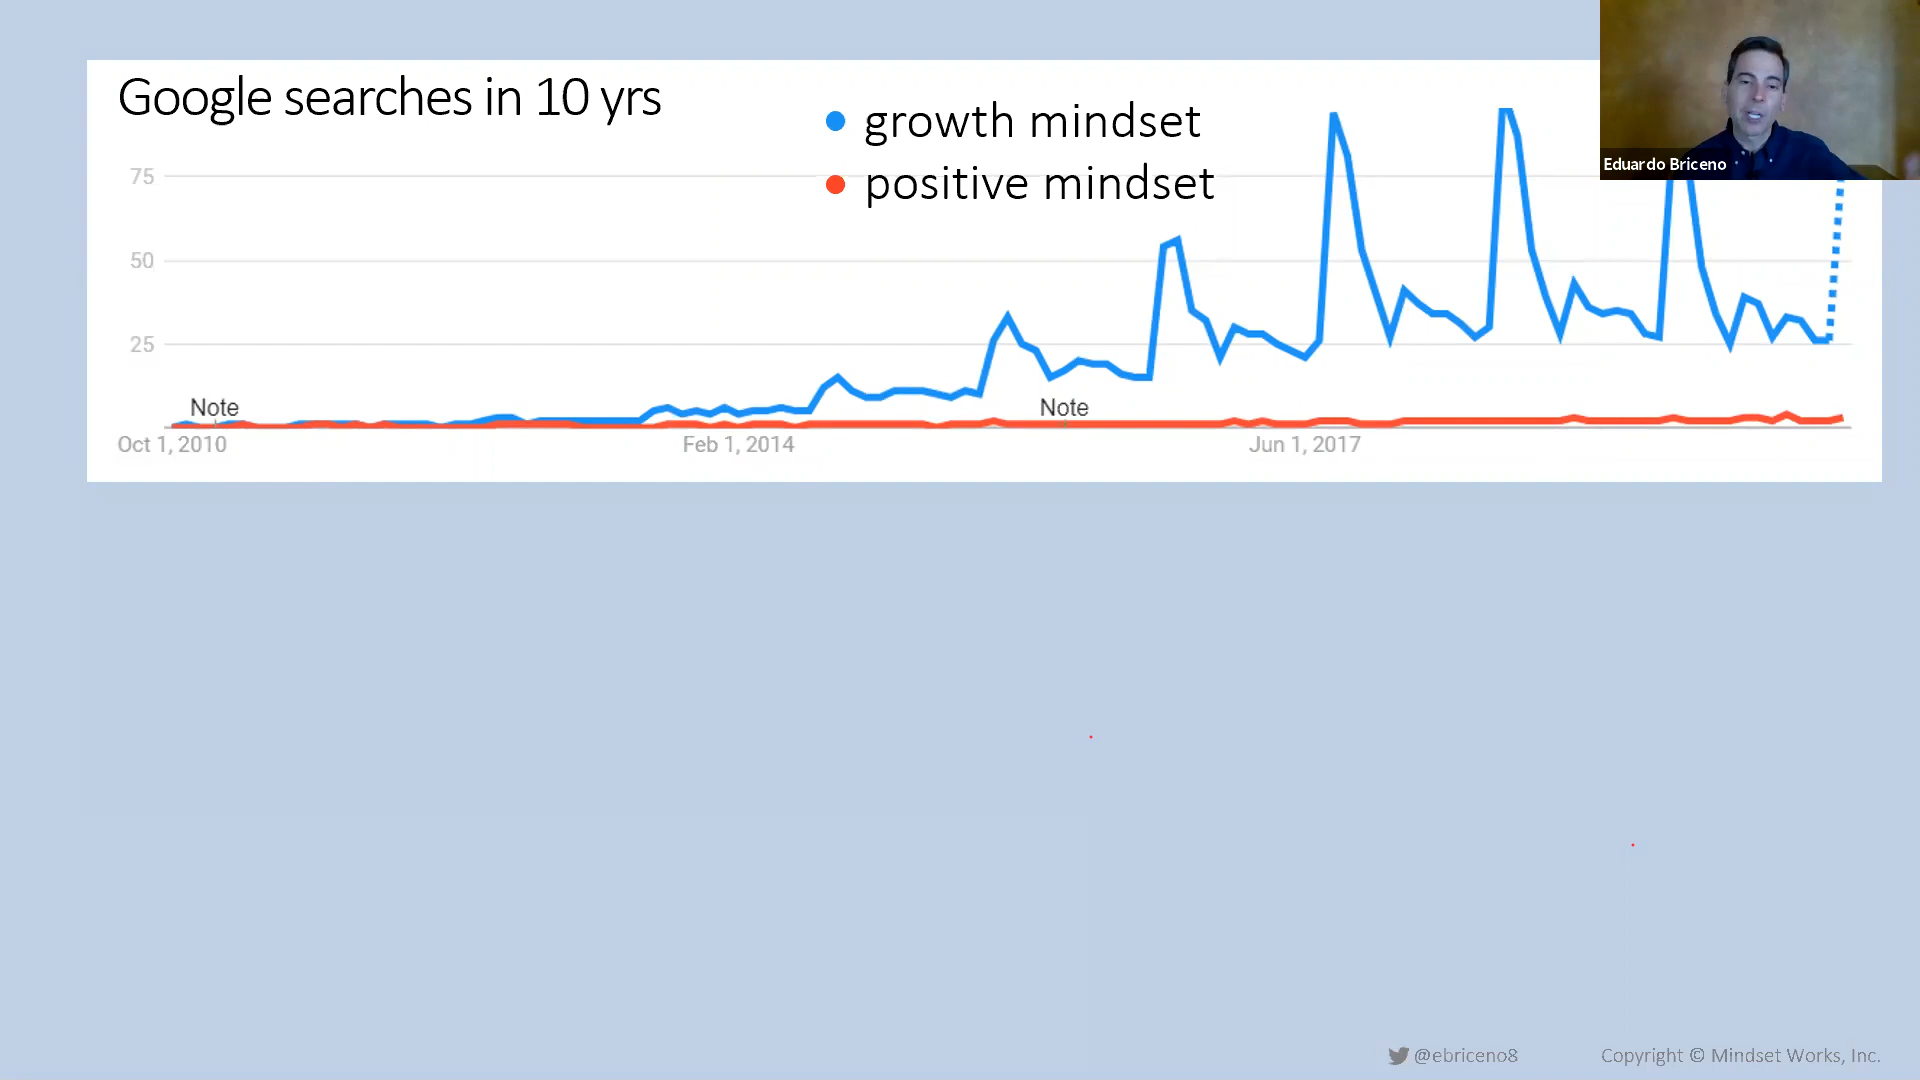 Google searches in 10 yrs
growth mindset
positive mindset
75
50
25
Note
Note
Oct 1, 2010
Feb 1, 2014
Jun 1, 2017
Eduardo Briceno
@ebriceno8
Copyright © Mindset Works, Inc.